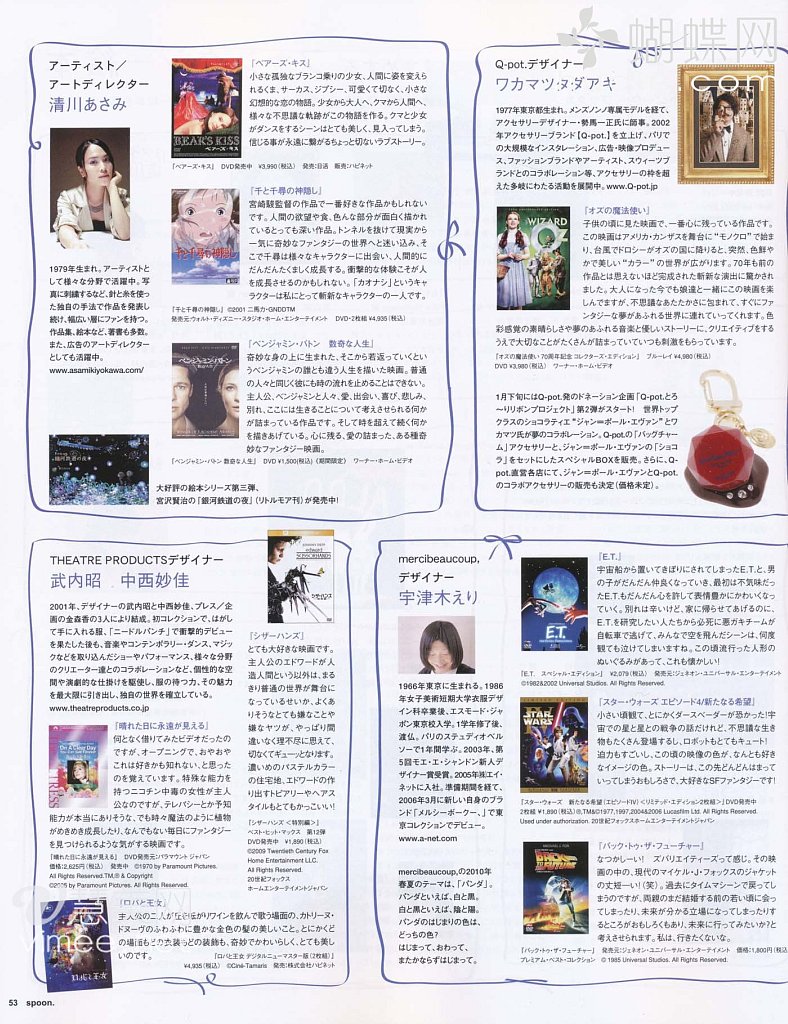 アーティスト／
アートディレクター
清川あさみ
1979年生まれ。アーティストと
して様々な分野で活躍中。写
真に刺繍するなど、針と糸を使っ
た独自の手法で作品を発表し
続け、幅広い層にファンを持つ。
作品集、絵本など、著書も多数。
また、広告のアートディレクター
としても活躍中。
www.asamikiyokawa.com/
『ベアーズ・キス』
小さな孤独なブランコ乗りの少女、人間に姿を変えら
れるくま、サーカス、ジプシー、可愛くて切なく、小さな
幻想的な恋の物語。少女から大人へ、クマから人間へ、
様々な不思議な軌跡がこの物語を作る。クマと少女
がダンスをするシーンはとても美しく、見入ってしまう。
信じる事が永遠に繋がるちょっと切ないラブストーリー。
BEAR'S KISS
ベアーズ・キス
『ベアーズ・キス』 DVD発売中 ¥3,990（税込） 発売：日活 販売：ハピネット
『千と千尋の神隠し』
宮崎駿監督の作品で一番好きな作品かもしれない
です。人間の欲望や食、色んな部分が面白く描かれ
ているとっても深い作品。トンネルを抜けて現実から
一気に奇妙なファンタジーの世界へと迷い込み、そ
こで千尋は様々なキャラクターに出会い、人間的に
だんだんたくましく成長する。衝撃的な体験こそが人
を成長させるのかもしれない。「カオナシ」というキャ
ラクターは私にとって斬新なキャラクターの一人です。
千と千尋の神隠し
『千と千尋の神隠し』 ©2001 二馬力・GNDDTM
発売元：ウォルト・ディズニー・スタジオ・ホーム・エンターテイメント DVD・2枚組 ¥4,935（税込）
『ベンジャミン・バトン 数奇な人生』
奇妙な身の上に生まれた、そこから若返っていくとい
うベンジャミンの誰とも違う人生を描いた映画。普通
の人々と同じく彼にも時の流れを止めることはできない。
主人公、ベンジャミンと人々、愛、出会い、喜び、悲しみ、
別れ、ここには生きることについて考えさせられる何か
が詰まっている作品です。そして時を超えて続く何か
を描きあげている。心に残る、愛の詰まった、ある種奇
妙なファンタジー映画。
ベンジャミン・バトン
『ベンジャミン・バトン 数奇な人生』 DVD ¥1,500（税込）〈期間限定〉 ワーナー・ホーム・ビデオ
銀河鉄道の夜
大好評の絵本シリーズ第三弾、
宮沢賢治の『銀河鉄道の夜』（リトルモア刊）が発売中！
蝴蝶网
.com
Q-pot.デザイナー
ワカマツタダアキ
1977年東京都生まれ。メンズノンノ専属モデルを経て、
アクセサリーデザイナー・勢馬一正氏に師事。2002
年アクセサリーブランド【Q-pot.】を立上げ、パリで
の大規模なインスタレーション、広告・映像プロデュー
ス、ファッションブランドやアーティスト、スウィーツブ
ランドとのコラボレーション等、アクセサリーの枠を超
えた多岐にわたる活動を展開中。www.Q-pot.jp
『オズの魔法使い』
子供の頃に見た映画で、一番心に残っている作品です。
この映画はアメリカ・カンザスを舞台に“モノクロ”で始ま
り、台風でドロシーがオズの国に降りると、突然、色鮮や
かで美しい“カラー”の世界が広がります。70年も前の
作品とは思えないほど完成された斬新な演出に驚かされ
ました。大人になった今でも娘達と一緒にこの映画を楽
しんでますが、不思議なあたたかさに包まれて、すぐにファ
ンタジーな夢があふれる世界に連れていってくれます。色
彩感覚の素晴らしさや夢のあふれる音楽と優しいストーリーに、クリエイティブをする
うえで大切なことがたくさん詰まっていていつも刺激をもらっています。
WIZARD
OZ
『オズの魔法使い 70周年記念 コレクターズ・エディション』 ブルーレイ ¥4,980（税込）
DVD ¥3,980（税込） ワーナー・ホーム・ビデオ
1月下旬にはQ-pot.発のドネーション企画「Q-pot.とろ
〜りリボンプロジェクト」第2弾がスタート！ 世界トップ
クラスのショコラティエ“ジャン＝ポール・エヴァン”とワ
カマツ氏が夢のコラボレーション。Q-pot.の「バッグチャー
ム」アクセサリーと、ジャン＝ポール・エヴァンの「ショコ
ラ」をセットにしたスペシャルBOXを販売。さらに、Q-
pot.直営各店にて、ジャン＝ポール・エヴァンとQ-pot.
のコラボアクセサリーの販売も決定（価格未定）。
THEATRE PRODUCTSデザイナー
武内昭 中西妙佳
2001年、デザイナーの武内昭と中西妙佳、プレス／企
画の金森香の3人により結成。初コレクションで、はがし
て手に入れる服、「ニードルパンチ」で衝撃的デビュー
を果たした後も、音楽やコンテンポラリー・ダンス、マジッ
クなどを取り込んだショーやパフォーマンス、様々な分野
のクリエーター達とのコラボレーションなど、個性的な空
間や演劇的な仕掛けを駆使し、服の持つ力、その魅力
を最大限に引き出し、独自の世界を確立している。
www.theatreproducts.co.jp
『晴れた日に永遠が見える』
何となく借りてみたビデオだったのです
が、オープニングで、おやおや
これは好きかも知れない、と思った
のを覚えています。特殊な能力を
持つニコチン中毒の女性が主人
公なのですが、テレパシーとか予知
能力が本当にありそうな、でも時々魔法のように植物
がめきめき成長したり、なんでもない毎日にファンタジー
を見つけられるような気がする映画です。
On A Clear Day
You Can See Forever
『晴れた日に永遠が見える』 DVD発売元：パラマウント ジャパン
価格：2,625円（税込） 発売中 ©1970 by Paramount Pictures.
All Rights Reserved.TM,® & Copyright
©2005 by Paramount Pictures. All Rights Reserved.
『ロバと王女』
主人公の二人が丘を転がりワインを飲んで歌う場面の、カトリーヌ・
ドヌーヴのふわふわに豊かな金色の髪の美しいこと。とにかくど
の場面もどの衣装もどの装飾も、奇妙でかわいらしく、とても美し
いのです。
ロバと王女
『ロバと王女 デジタルニューマスター版（2枚組）』
¥4,935（税込） ©Ciné-Tamaris 発売：株式会社ハピネット
edward
SCISSORHANDS
『シザーハンズ』
とても大好きな映画です。
主人公のエドワードが人
造人間という以外は、まる
きり普通の世界が舞台に
なっているせいか、よくあ
りそうなとても嫌なことや
嫌なヤツが、やっぱり間
違いなく理不尽に思えて、
切なくてギュ〜っとなります。
濃いめのパステルカラー
の住宅地、エドワードの作
り出すトピアリーやヘアス
タイルもとてもかっこいい！
『シザーハンズ 〈特別編〉』
ベスト・ヒット・マックス 第12弾
DVD発売中 ¥1,890（税込）
©2009 Twentieth Century Fox
Home Entertainment LLC.
All Rights Reserved.
20世紀フォックス
ホームエンターテイメントジャパン
mercibeaucoup,
デザイナー
宇津木えり
1966年東京に生まれる。1986
年女子美術短期大学衣服デザ
イン科卒業後、エスモード・ジャ
ポン東京校入学。1学年修了後、
渡仏。パリのステュディオ ベル
ソーで1年間学ぶ。2003年、第
5回モエ・エ・シャンドン新人デザ
イナー賞受賞。2005年㈱エイ・
ネットに入社。準備期間を経て、
2006年3月に新しい自身のブラ
ンド「メルシーボークー、」で東
京コレクションデビュー。
www.a-net.com
mercibeaucoup,の2010年
春夏のテーマは、「パンダ」。
パンダといえば、白と黒。
白と黒といえば、陰と陽。
パンダのはじまりの色は、
どっちの色？
はじまって、おわって、
またかならずはじまって。
『E.T.』
宇宙船から置いてきぼりにされてしまったE.T.と、男
の子がだんだん仲良くなっていき、最初は不気味だっ
たE.T.もだんだん心を許して表情豊かにかわいくなっ
ていく。別れは辛いけど、家に帰らせてあげるのに、
E.T.を研究したい人たちから必死に悪ガキチームが
自転車で逃げて、みんなで空を飛んだシーンは、何度
観ても泣けてしまいますね。この頃流行った人形の
ぬいぐるみがあって、これも懐かしい！
E.T.
『E.T. スペシャル・エディション』 ¥2,079（税込） 発売元：ジェネオン・ユニバーサル・エンターテイメント
©1982&2002 Universal Studios. All Rights Reserved.
『スター・ウォーズ エピソード4／新たなる希望』
小さい頃観て、とにかくダースベーダーが恐かった！宇
宙での星と星との戦争の話だけれど、不思議な生き
物もたくさん登場するし、ロボットもとてもキュート！
迫力もすごいし、この頃の映像の色が、なんとも好き
なイメージの色。ストーリーは、この先どんどんはまって
いってしまうおもしろさで、大好きなSFファンタジーです！
STAR WARS
『スター・ウォーズ 新たなる希望（エピソードIV）〈リミテッド・エディション2枚組〉』DVD発売中
2枚組 ¥1,890（税込）®,TM&©1977,1997,2004&2006 Lucasfilm Ltd. All Rights Reserved.
Used under authorization. 20世紀フォックスホームエンターテイメントジャパン
『バック・トゥ・ザ・フューチャー』
なつかしーい！ ズバリエイティーズって感じ。その映
画の中の、現代のマイケル・J・フォックスのジャケット
の丈短ーい！（笑）。過去にタイムマシーンで戻ってし
まうのですが、両親のまだ結婚する前の若い頃に会っ
てしまったり、未来が分かる立場になってしまったりす
るところがおもしろくもあり、未来に行ってみたいか？と
考えさせられます。私は、行きたくないな。
MICHAEL J. FOX
BACK TO THE FUTURE
『バック・トゥ・ザ・フューチャー』 発売元：ジェネオン・ユニバーサル・エンターテイメント 価格：1,800円（税込）
プレミアム・ベスト・コレクション © 1985 Universal Studios. All Rights Reserved.
53 spoon.